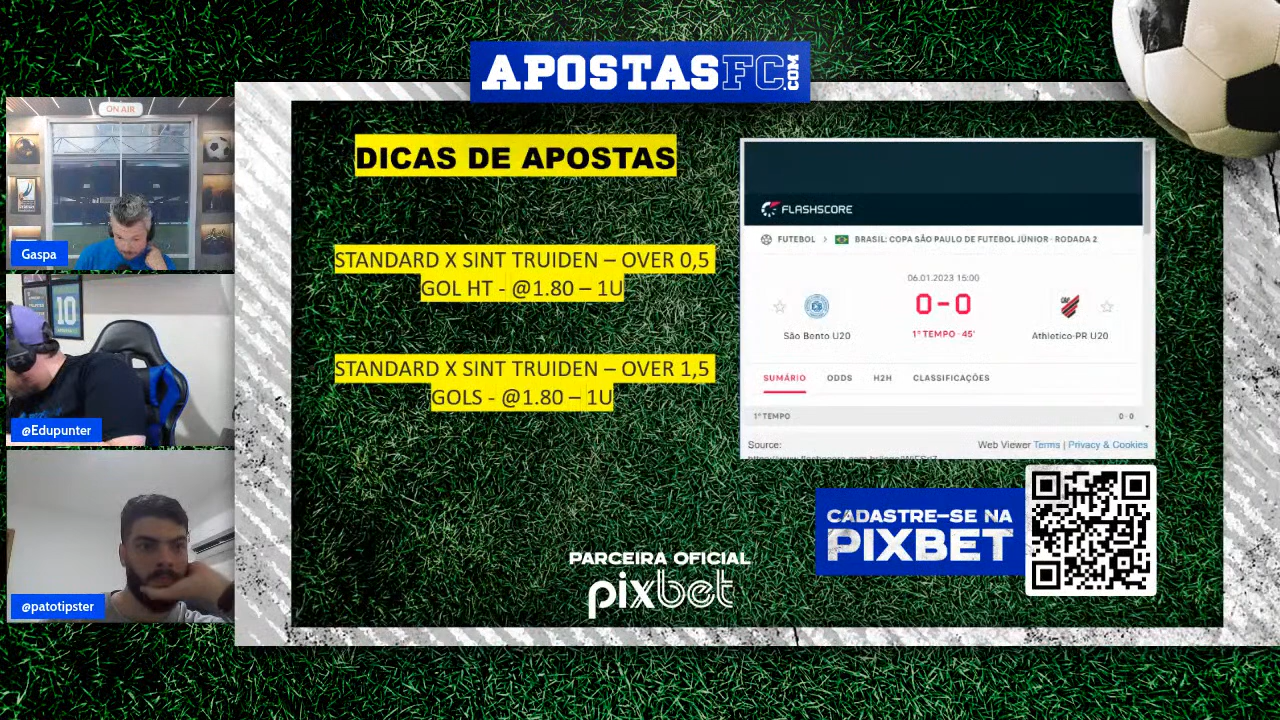 APOSTASFC.COM
ON AIR
Gaspa
10
@Edupunter
@patotipster
DICAS DE APOSTAS
STANDARD X SINT TRUIDEN – OVER 0,5
GOL HT - @1.80 – 1U
STANDARD X SINT TRUIDEN – OVER 1,5
GOLS - @1.80 – 1U
PARCEIRA OFICIAL
pixbet
FLASHSCORE
FUTEBOL > BRASIL: COPA SÃO PAULO DE FUTEBOL JÚNIOR - RODADA 2
06.01.2023 15:00
0-0
1º TEMPO - 45'
São Bento U20
Athletico-PR U20
SUMÁRIO ODDS H2H CLASSIFICAÇÕES
1º TEMPO 0 - 0
Source:
Web Viewer Terms | Privacy & Cookies
CADASTRE-SE NA
PIXBET